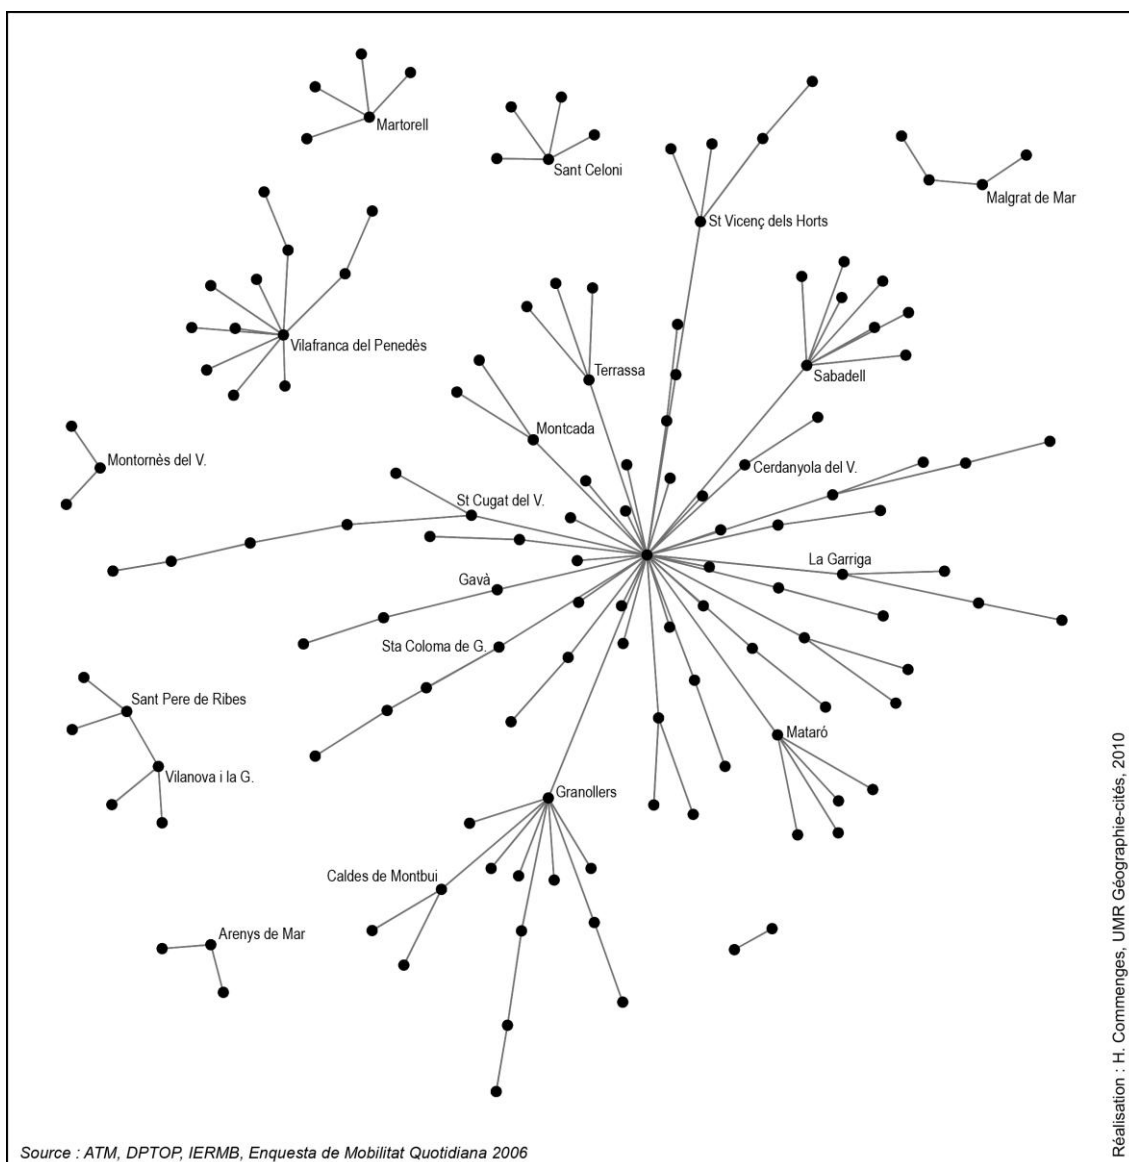 Martorell
Sant Celoni
Malgrat de Mar
St Vicenç dels Horts
Vilafranca del Penedès
Terrassa
Sabadell
Montcada
Montornès del V.
Cerdanyola del V.
St Cugat del V.
La Garriga
Gavà
Sta Coloma de G.
Sant Pere de Ribes
Mataró
Vilanova i la G.
Granollers
Caldes de Montbui
Arenys de Mar
Réalisation : H. Commenges, UMR Géographie-cités, 2010
Source : ATM, DPTOP, IERMB, Enquesta de Mobilitat Quotidiana 2006